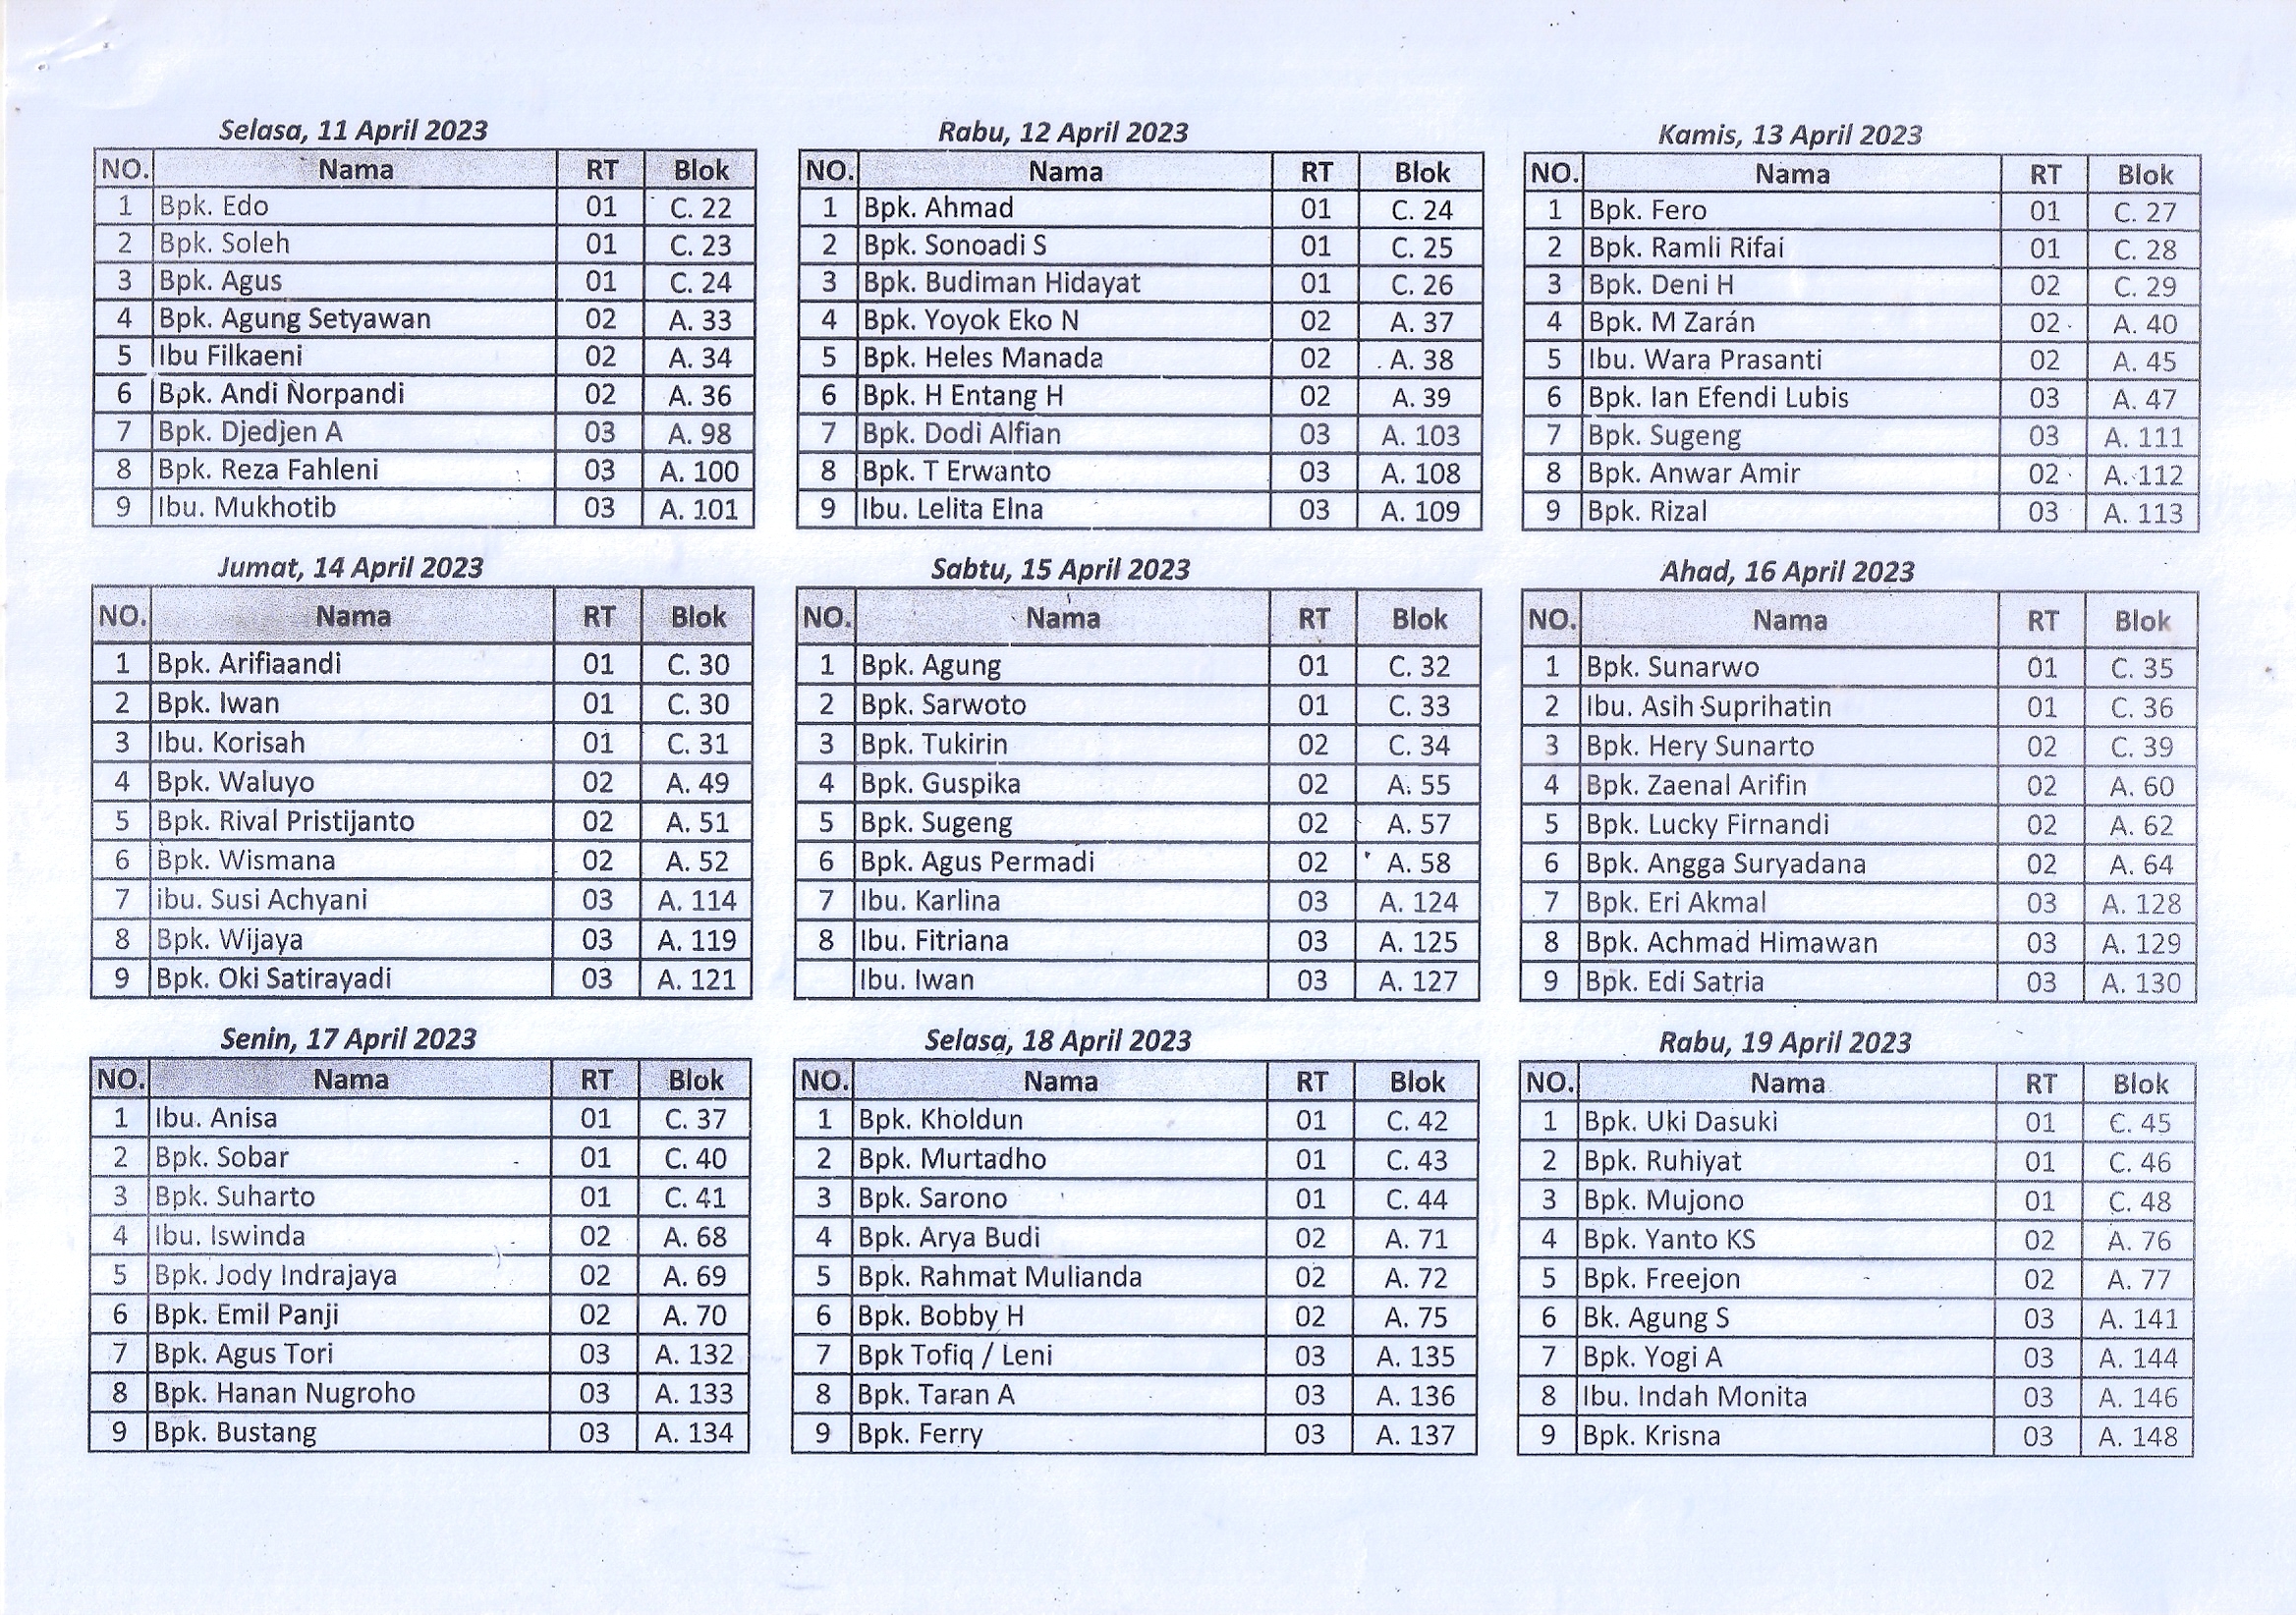 Selasa, 11 April 2023
NO. Nama RT Blok
1 Bpk. Edo 01 C. 22
2 Bpk. Soleh 01 C. 23
3 Bpk. Agus 01 C. 24
4 Bpk. Agung Setyawan 02 A. 33
5 Ibu Filkaeni 02 A. 34
6 Bpk. Andi Norpandi 02 A. 36
7 Bpk. Djedjen A 03 A. 98
8 Bpk. Reza Fahleni 03 A. 100
9 Ibu. Mukhotib 03 A. 101
Rabu, 12 April 2023
NO. Nama RT Blok
1 Bpk. Ahmad 01 C. 24
2 Bpk. Sonoadi S 01 C. 25
3 Bpk. Budiman Hidayat 01 C. 26
4 Bpk. Yoyok Eko N 02 A. 37
5 Bpk. Heles Manada 02 A. 38
6 Bpk. H Entang H 02 A. 39
7 Bpk. Dodi Alfian 03 A. 103
8 Bpk. T Erwanto 03 A. 108
9 Ibu. Lelita Elna 03 A. 109
Kamis, 13 April 2023
NO. Nama RT Blok
1 Bpk. Fero 01 C. 27
2 Bpk. Ramli Rifai 01 C. 28
3 Bpk. Deni H 02 C. 29
4 Bpk. M Zarán 02 A. 40
5 Ibu. Wara Prasanti 02 A. 45
6 Bpk. Ian Efendi Lubis 03 A. 47
7 Bpk. Sugeng 03 A. 111
8 Bpk. Anwar Amir 02 A. 112
9 Bpk. Rizal 03 A. 113
Jumat, 14 April 2023
NO. Nama RT Blok
1 Bpk. Arifiaandi 01 C. 30
2 Bpk. Iwan 01 C. 30
3 Ibu. Korisah 01 C. 31
4 Bpk. Waluyo 02 A. 49
5 Bpk. Rival Pristijanto 02 A. 51
6 Bpk. Wismana 02 A. 52
7 ibu. Susi Achyani 03 A. 114
8 Bpk. Wijaya 03 A. 119
9 Bpk. Oki Satirayadi 03 A. 121
Sabtu, 15 April 2023
NO. Nama RT Blok
1 Bpk. Agung 01 C. 32
2 Bpk. Sarwoto 01 C. 33
3 Bpk. Tukirin 02 C. 34
4 Bpk. Guspika 02 A. 55
5 Bpk. Sugeng 02 A. 57
6 Bpk. Agus Permadi 02 A. 58
7 Ibu. Karlina 03 A. 124
8 Ibu. Fitriana 03 A. 125
Ibu. Iwan 03 A. 127
Ahad, 16 April 2023
NO. Nama RT Blok
1 Bpk. Sunarwo 01 C. 35
2 Ibu. Asih Suprihatin 01 C. 36
3 Bpk. Hery Sunarto 02 C. 39
4 Bpk. Zaenal Arifin 02 A. 60
5 Bpk. Lucky Firnandi 02 A. 62
6 Bpk. Angga Suryadana 02 A. 64
7 Bpk. Eri Akmal 03 A. 128
8 Bpk. Achmad Himawan 03 A. 129
9 Bpk. Edi Satria 03 A. 130
Senin, 17 April 2023
NO. Nama RT Blok
1 Ibu. Anisa 01 C. 37
2 Bpk. Sobar 01 C. 40
3 Bpk. Suharto 01 C. 41
4 Ibu. Iswinda 02 A. 68
5 Bpk. Jody Indrajaya 02 A. 69
6 Bpk. Emil Panji 02 A. 70
7 Bpk. Agus Tori 03 A. 132
8 Bpk. Hanan Nugroho 03 A. 133
9 Bpk. Bustang 03 A. 134
Selasa, 18 April 2023
NO. Nama RT Blok
1 Bpk. Kholdun 01 C. 42
2 Bpk. Murtadho 01 C. 43
3 Bpk. Sarono 01 C. 44
4 Bpk. Arya Budi 02 A. 71
5 Bpk. Rahmat Mulianda 02 A. 72
6 Bpk. Bobby H 02 A. 75
7 Bpk Tofiq / Leni 03 A. 135
8 Bpk. Taran A 03 A. 136
9 Bpk. Ferry 03 A. 137
Rabu, 19 April 2023
NO. Nama RT Blok
1 Bpk. Uki Dasuki 01 C. 45
2 Bpk. Ruhiyat 01 C. 46
3 Bpk. Mujono 01 C. 48
4 Bpk. Yanto KS 02 A. 76
5 Bpk. Freejon 02 A. 77
6 Bk. Agung S 03 A. 141
7 Bpk. Yogi A 03 A. 144
8 Ibu. Indah Monita 03 A. 146
9 Bpk. Krisna 03 A. 148